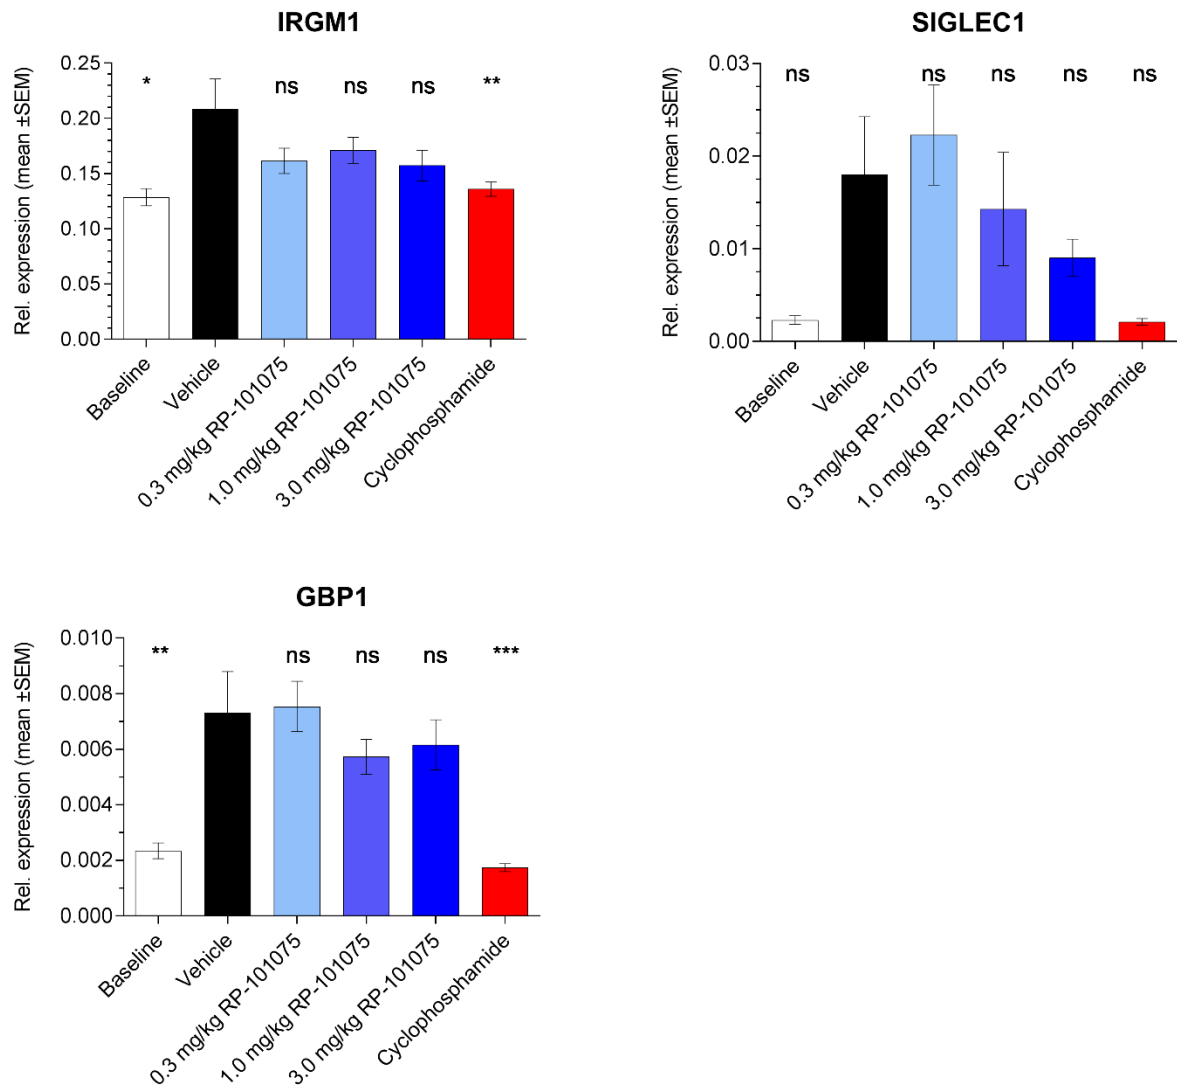 IRGM1
Rel. expression (mean ±SEM)
0.25
0.20
0.15
0.10
0.05
0.00
* ns ns ns **
Baseline
Vehicle
0.3 mg/kg RP-101075
1.0 mg/kg RP-101075
3.0 mg/kg RP-101075
Cyclophosphamide
SIGLEC1
Rel. expression (mean ±SEM)
0.03
0.02
0.01
0.00
ns ns ns ns ns
Baseline
Vehicle
0.3 mg/kg RP-101075
1.0 mg/kg RP-101075
3.0 mg/kg RP-101075
Cyclophosphamide
GBP1
Rel. expression (mean ±SEM)
0.010
0.008
0.006
0.004
0.002
0.000
** ns ns ns ***
Baseline
Vehicle
0.3 mg/kg RP-101075
1.0 mg/kg RP-101075
3.0 mg/kg RP-101075
Cyclophosphamide